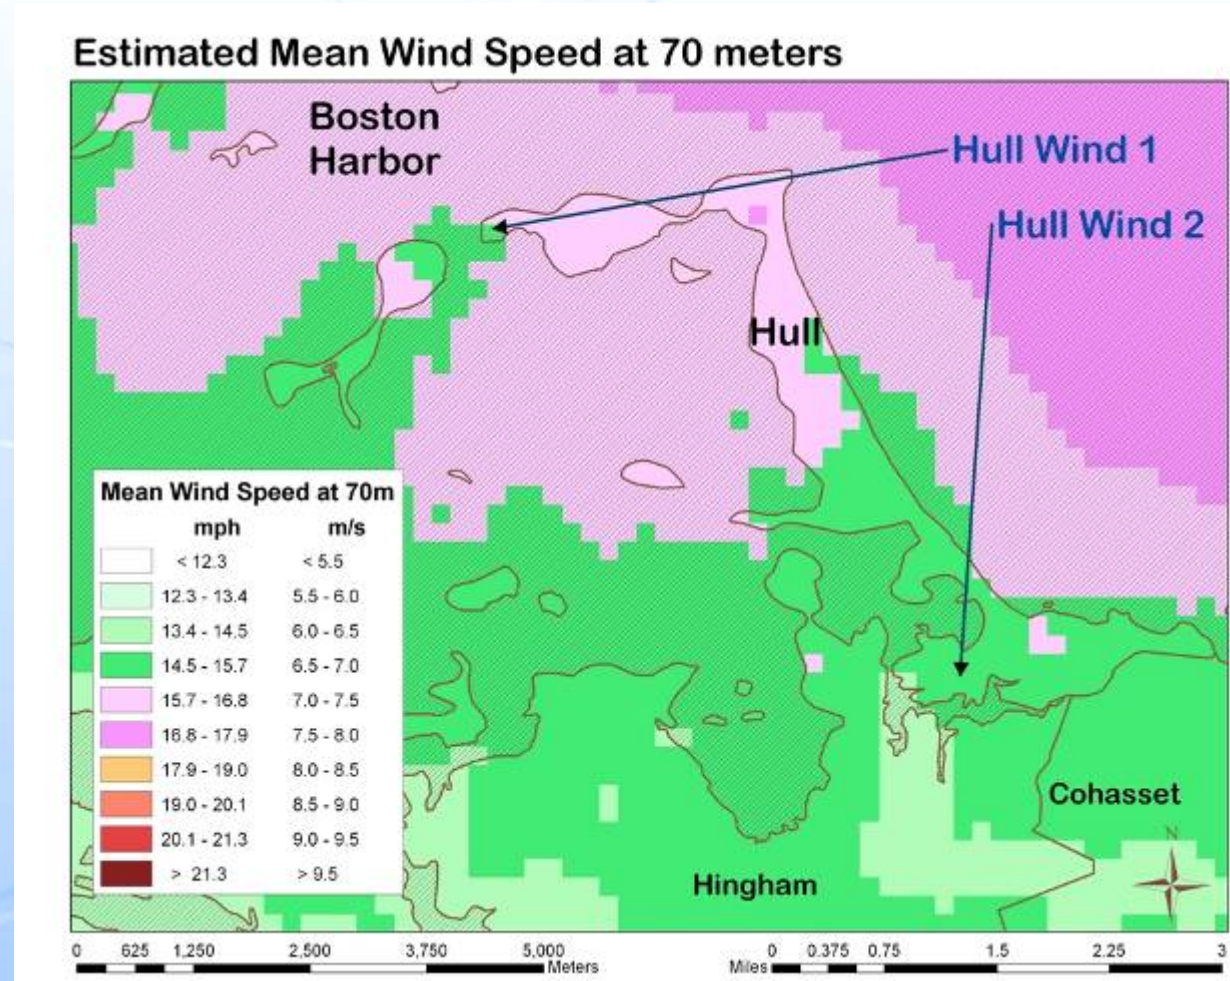 Estimated Mean Wind Speed at 70 meters
Boston
Harbor
Hull Wind 1
Hull Wind 2
Hull
Mean Wind Speed at 70m
mph m/s
< 12.3 < 5.5
12.3 - 13.4 5.5 - 6.0
13.4 - 14.5 6.0 - 6.5
14.5 - 15.7 6.5 - 7.0
15.7 - 16.8 7.0 - 7.5
16.8 - 17.9 7.5 - 8.0
17.9 - 19.0 8.0 - 8.5
19.0 - 20.1 8.5 - 9.0
20.1 - 21.3 9.0 - 9.5
> 21.3 > 9.5
Cohasset
N
Hingham
0 625 1,250 2,500 3,750 5,000
Meters
0 0.375 0.75 1.5 2.25 3
Miles